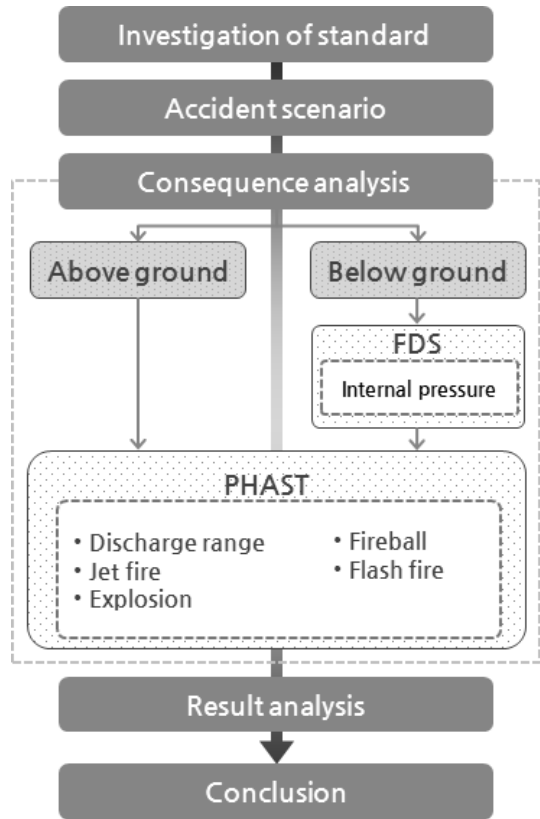 Investigation of standard
Accident scenario
Consequence analysis
Above ground
Below ground
FDS
Internal pressure
PHAST
• Discharge range
• Jet fire
• Explosion
• Fireball
• Flash fire
Result analysis
Conclusion